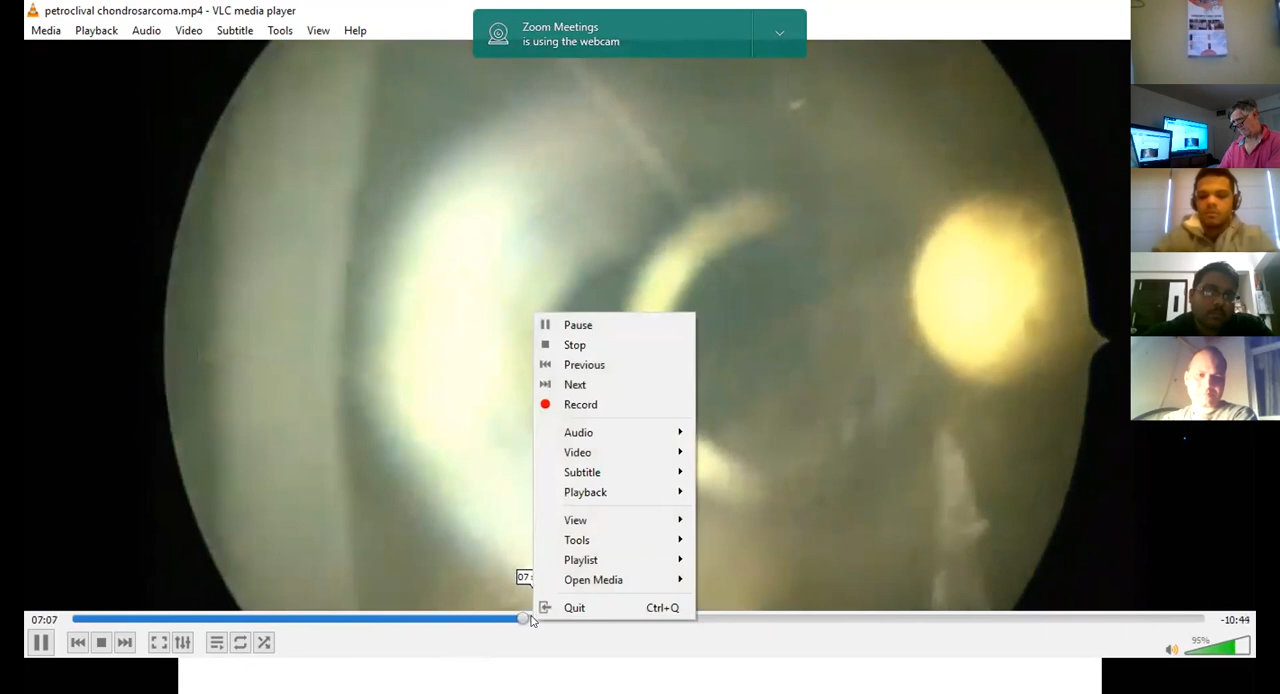 petroclival chondrosarcoma.mp4 - VLC media player
Media Playback Audio Video Subtitle Tools View Help
Zoom Meetings
is using the webcam
Pause
Stop
Previous
Next
Record
Audio
Video
Subtitle
Playback
View
Tools
Playlist
Open Media
Quit Ctrl+Q
07:
07:07
-10:44
95%